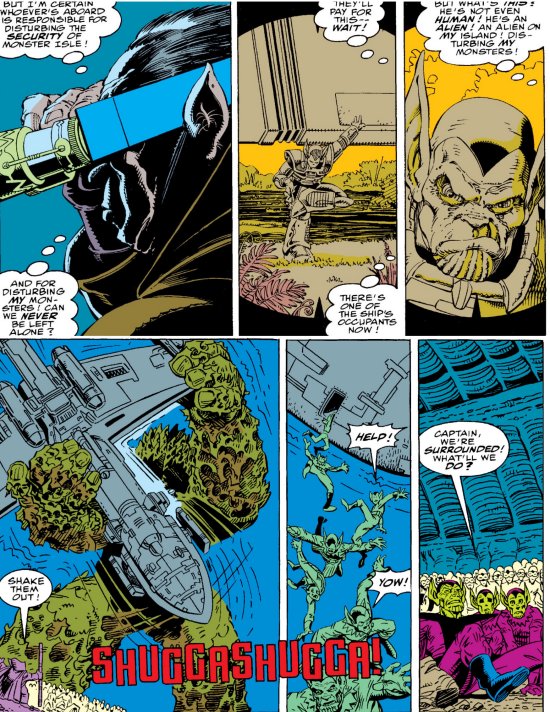 BUT I'M CERTAIN
WHOEVER'S ABOARD
IS RESPONSIBLE FOR
DISTURBING THE
SECURITY OF
MONSTER ISLE!
AND FOR
DISTURBING
MY MON-
STERS! CAN
WE NEVER
BE LEFT
ALONE?
THEY'LL
PAY FOR
THIS--
WAIT!
THERE'S ONE
OF THE
SHIP'S
OCCUPANTS
NOW!
BUT WHAT'S THIS?
HE'S NOT EVEN
HUMAN! HE'S AN
ALIEN! AN ALIEN ON
MY ISLAND! DIS-
TURBING MY
MONSTERS!
SHAKE
THEM
OUT!
SHUGGASHUGGA!
HELP!
YOW!
CAPTAIN,
WE'RE
SURROUNDED!
WHAT'LL WE
DO?